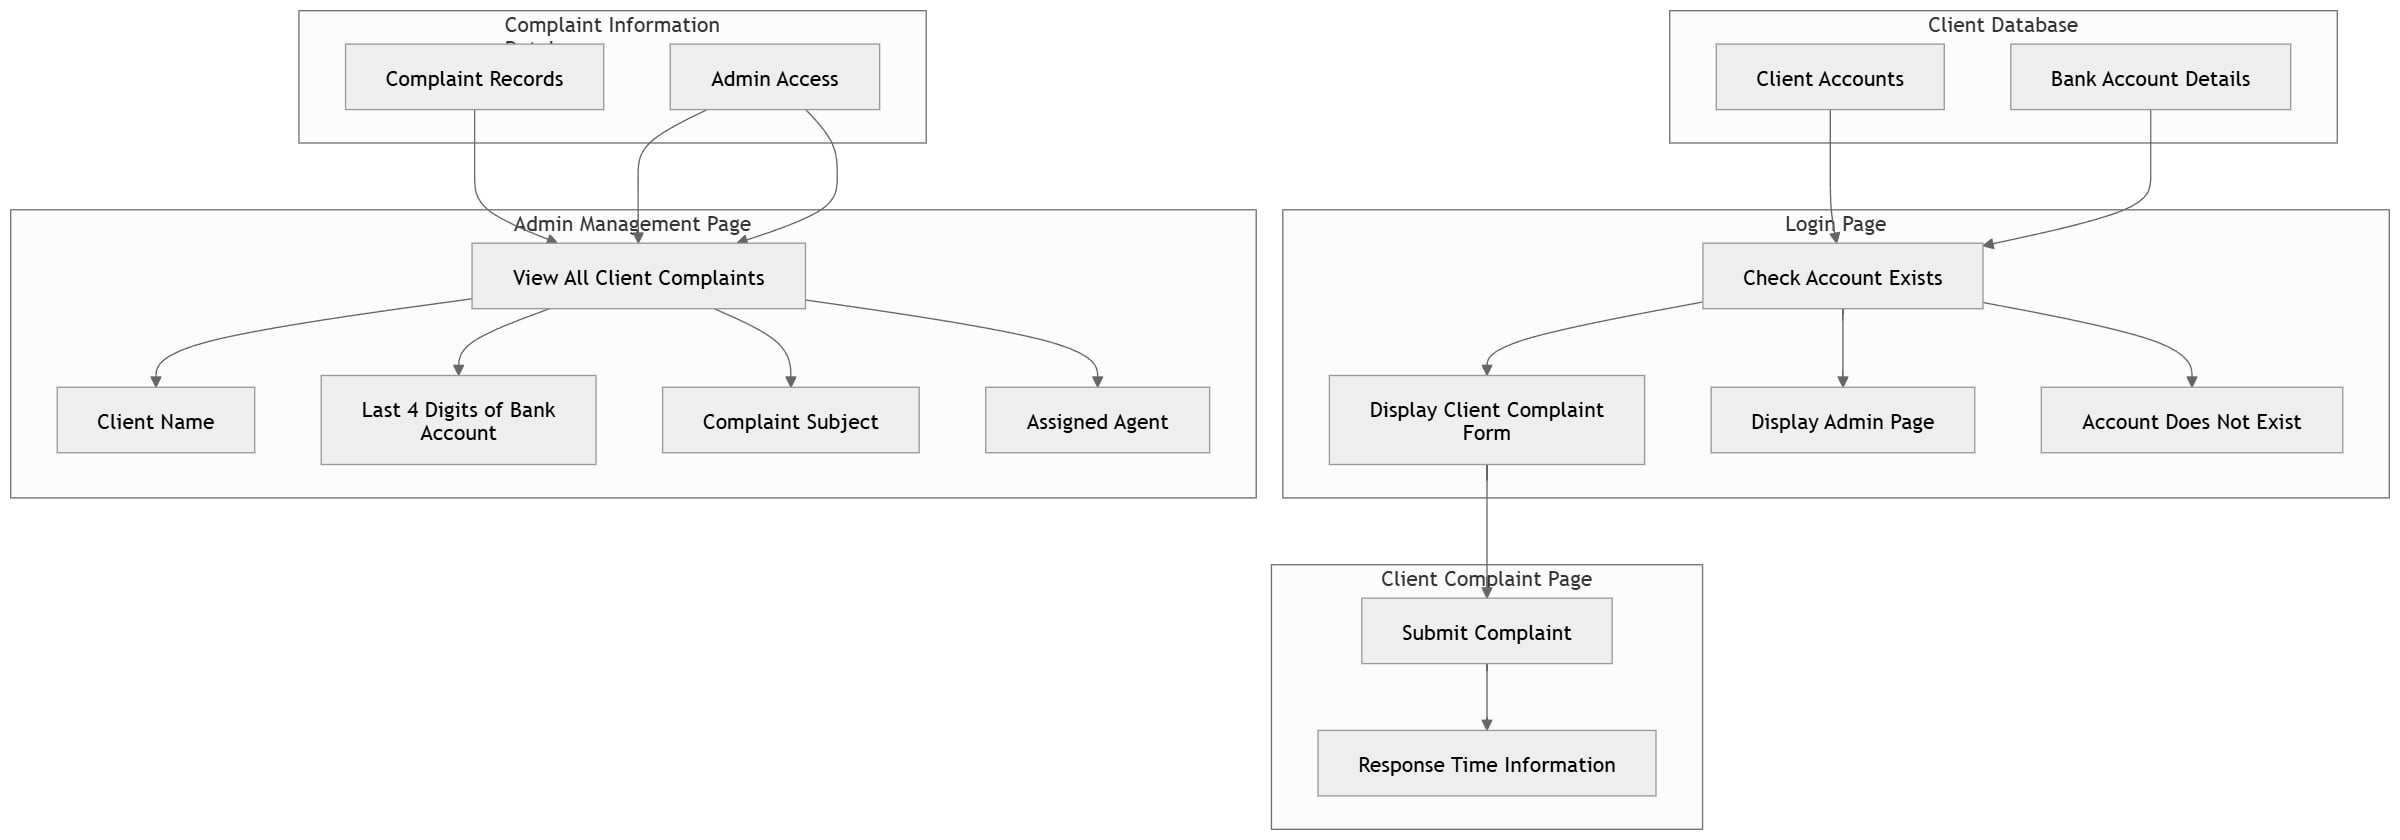 Complaint Information
Complaint Records
Admin Access
Client Database
Client Accounts
Bank Account Details
Admin Management Page
View All Client Complaints
Client Name
Last 4 Digits of Bank
Account
Complaint Subject
Assigned Agent
Login Page
Check Account Exists
Display Client Complaint
Form
Display Admin Page
Account Does Not Exist
Client Complaint Page
Submit Complaint
Response Time Information